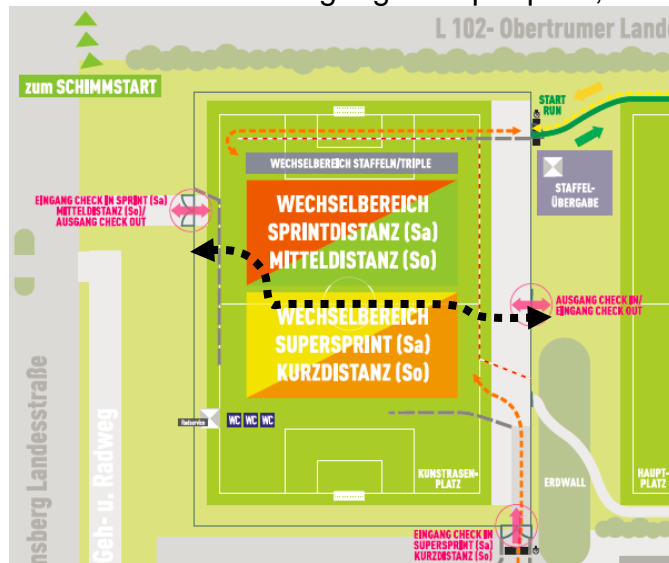 L 102- Obertrumer Lande
zum SCHIMMSTART
START
RUN
WECHSELBEREICH STAFFELN/TRIPLE
STAFFEL-
ÜBERGABE
WECHSELBEREICH
SPRINTDISTANZ (Sa)
MITTELDISTANZ (So)
EINGANG CHECK IN SPRINT (Sa)
MITTELDISTANZ (So)/
AUSGANG CHECK OUT
AUSGANG CHECK IN/
EINGANG CHECK OUT
WECHSELBEREICH
SUPERSPRINT (Sa)
KURZDISTANZ (So)
Radservice
WC WC WC
KUNSTRASEN-
PLATZ
ERDWALL
HAUPT-
PLATZ
EINGANG CHECK IN
SUPERSPRINT (Sa)
KURZDISTANZ (So)
nsberg Landesstraße
Geh- u. Radweg